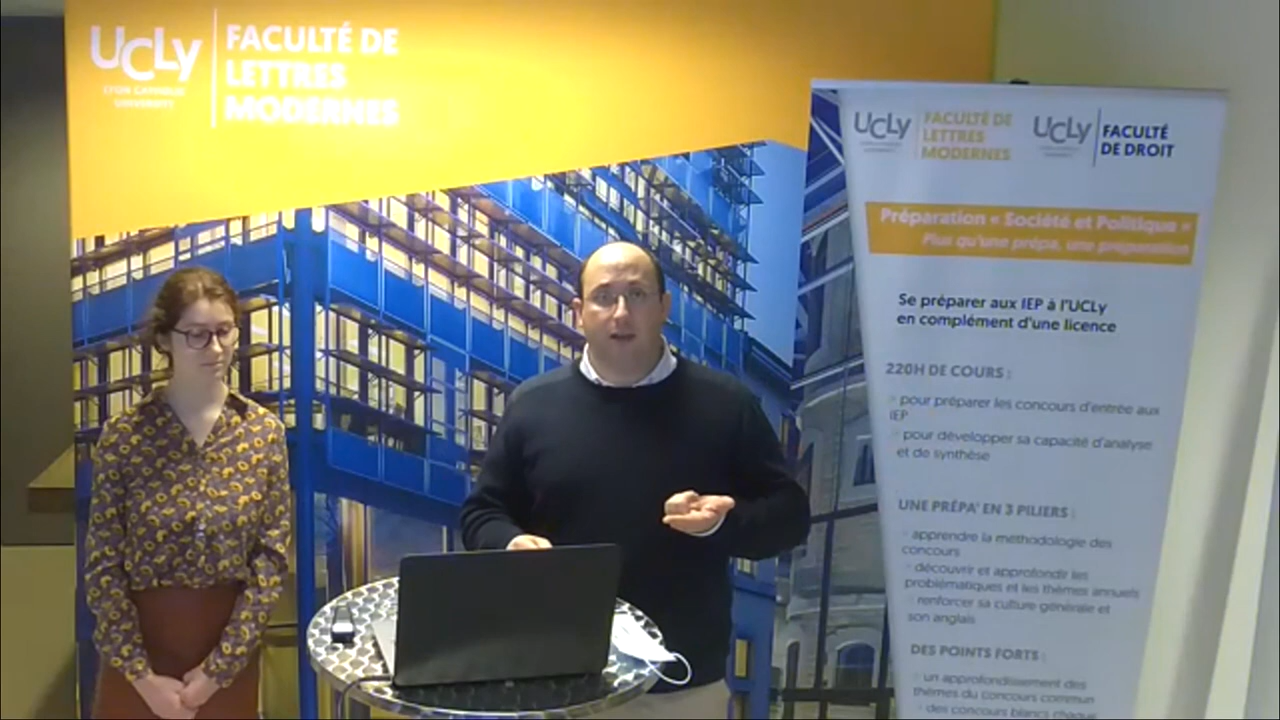 UCLy
LYON CATHOLIC
UNIVERSITY
FACULTÉ DE
LETTRES
MODERNES
UCLy
FACULTÉ DE
LETTRES
MODERNES
UCLy
FACULTÉ
DE DROIT
Préparation « Société et Politique »
Plus qu'une prépa, une préparation
Se préparer aux IEP à l'UCLy
en complément d'une licence
220H DE COURS :
pour préparer les concours d'entrée aux
IEP
pour développer sa capacité d'analyse
et de synthèse
UNE PRÉPA' EN 3 PILIERS :
apprendre la méthodologie des
concours
découvrir et approfondir les
problématiques et les thèmes annuels
renforcer sa culture générale et
son anglais
DES POINTS FORTS :
un approfondissement des
thèmes du concours commun
des concours blancs chaque